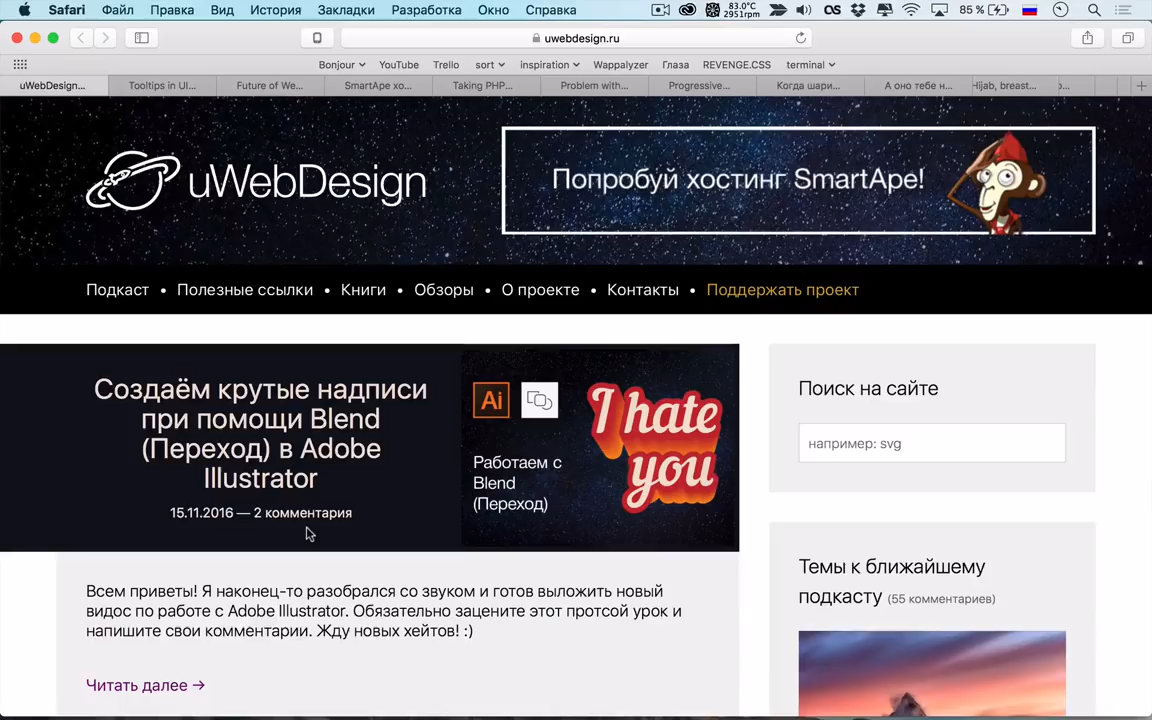 Safari Файл Правка Вид История Закладки Разработка Окно Справка 83.0°C 2951rpm 85 %
uwebdesign.ru
Bonjour YouTube Trello sort inspiration Wappalyzer Глаза REVENGE.CSS terminal
uWebDesign... Tooltips in UI... Future of We... SmartApe хо... Taking PHP... Problem with... Progressive... Когда шари... А оно тебе н... Hijab, breast...
uWebDesign
Попробуй хостинг SmartApe!
Подкаст • Полезные ссылки • Книги • Обзоры • О проекте • Контакты • Поддержать проект
Создаём крутые надписи
при помощи Blend
(Переход) в Adobe
Illustrator
15.11.2016 — 2 комментария
Ai
Работаем с
Blend
(Переход)
I hate
you
Всем приветы! Я наконец-то разобрался со звуком и готов выложить новый
видос по работе с Adobe Illustrator. Обязательно зацените этот протсой урок и
напишите свои комментарии. Жду новых хейтов! :)
Читать далее →
Поиск на сайте
например: svg
Темы к ближайшему
подкасту (55 комментариев)